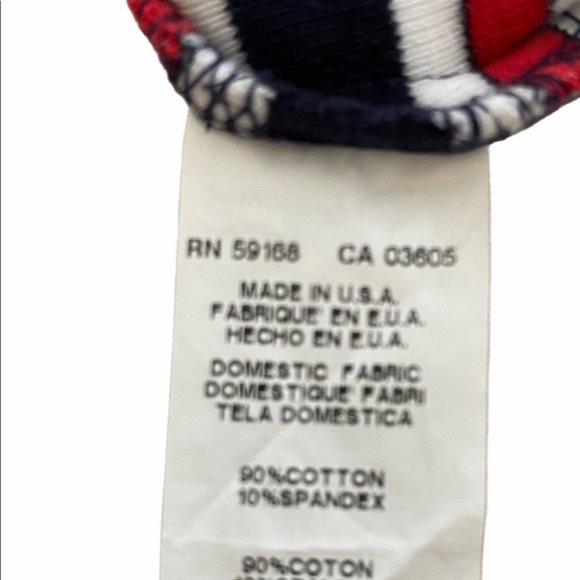 RN 59168 CA 03605
MADE IN U.S.A.
FABRIQUE' EN E.U.A.
HECHO EN E.U.A.
DOMESTIC FABRIC
DOMESTIQUE' FABRI
TELA DOMESTICA
90%COTTON
10%SPANDEX
90%COTON